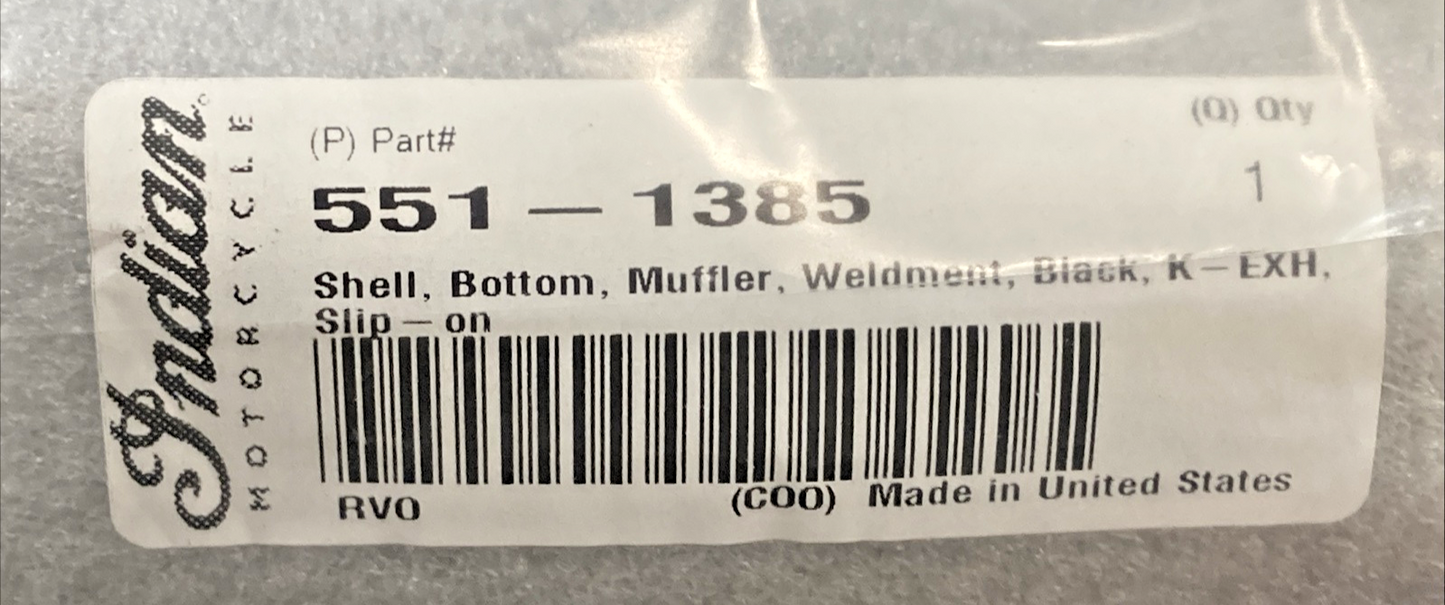 Indian
MOTORCYCLE
(P) Part#
(Q) Qty
551-1385
1
Shell, Bottom, Muffler, Weldment, Black, K-EXH,
Slip-on
RV0
(COO) Made in United States